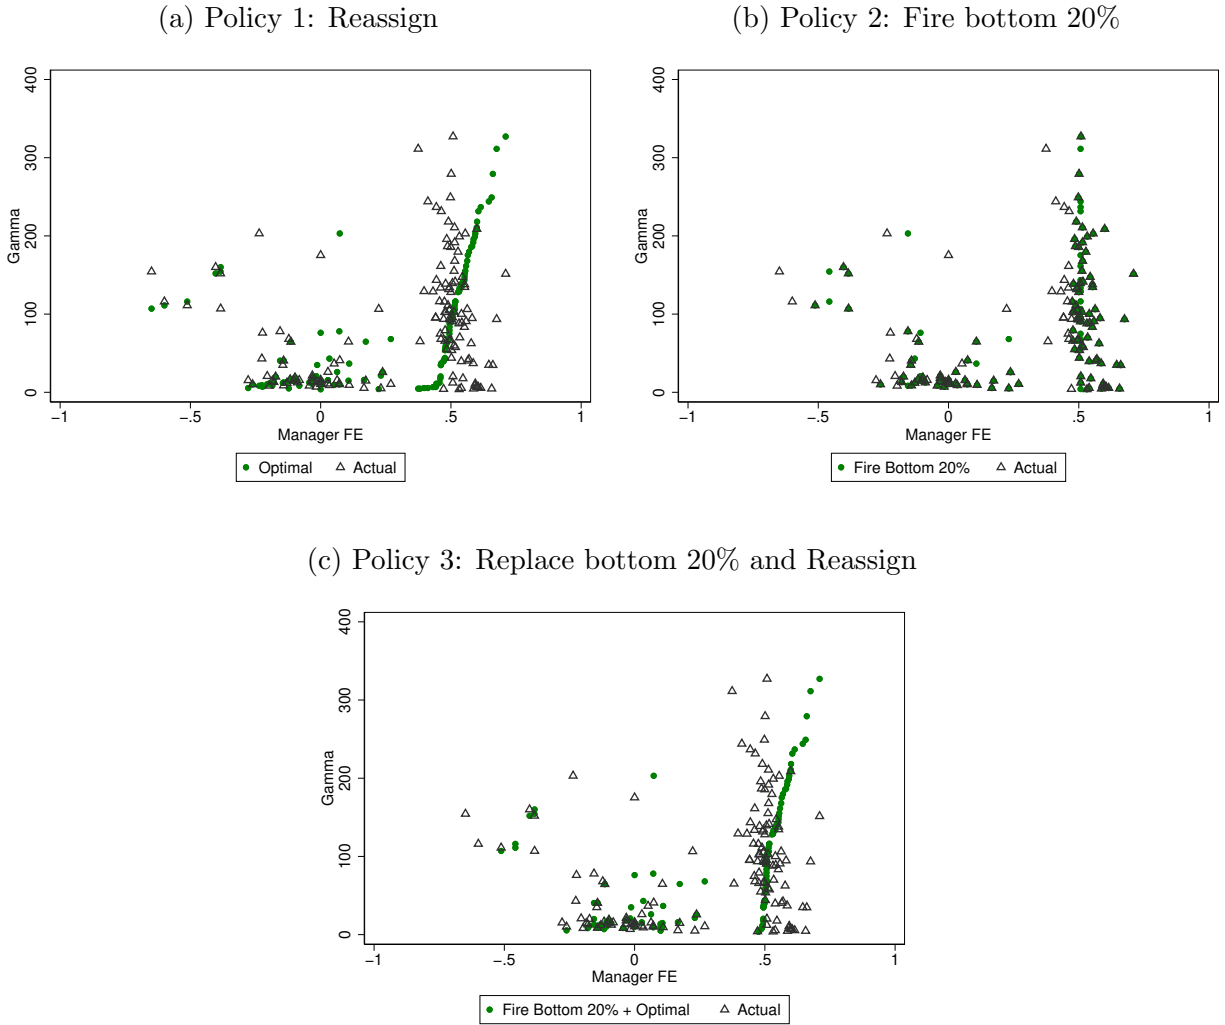 (a) Policy 1: Reassign
400
300
200
100
0
Gamma
−1
−.5
0
.5
1
Manager FE
Optimal
Actual
(b) Policy 2: Fire bottom 20%
400
300
200
100
0
Gamma
−1
−.5
0
.5
1
Manager FE
Fire Bottom 20%
Actual
(c) Policy 3: Replace bottom 20% and Reassign
400
300
200
100
0
Gamma
−1
−.5
0
.5
1
Manager FE
Fire Bottom 20% + Optimal
Actual